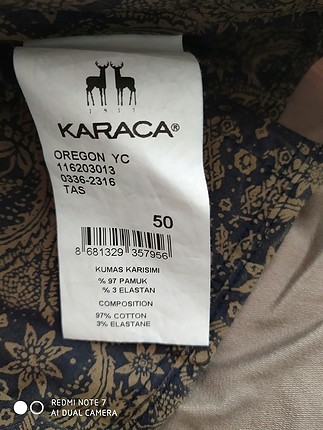 1917
KARACA®
OREGON YC
116203013
0336-2316
TAS
50
8 681329 357956
KUMAS KARISIMI
% 97 PAMUK
% 3 ELASTAN
COMPOSITION
97% COTTON
3% ELASTANE
REDMI NOTE 7
AI DUAL CAMERA